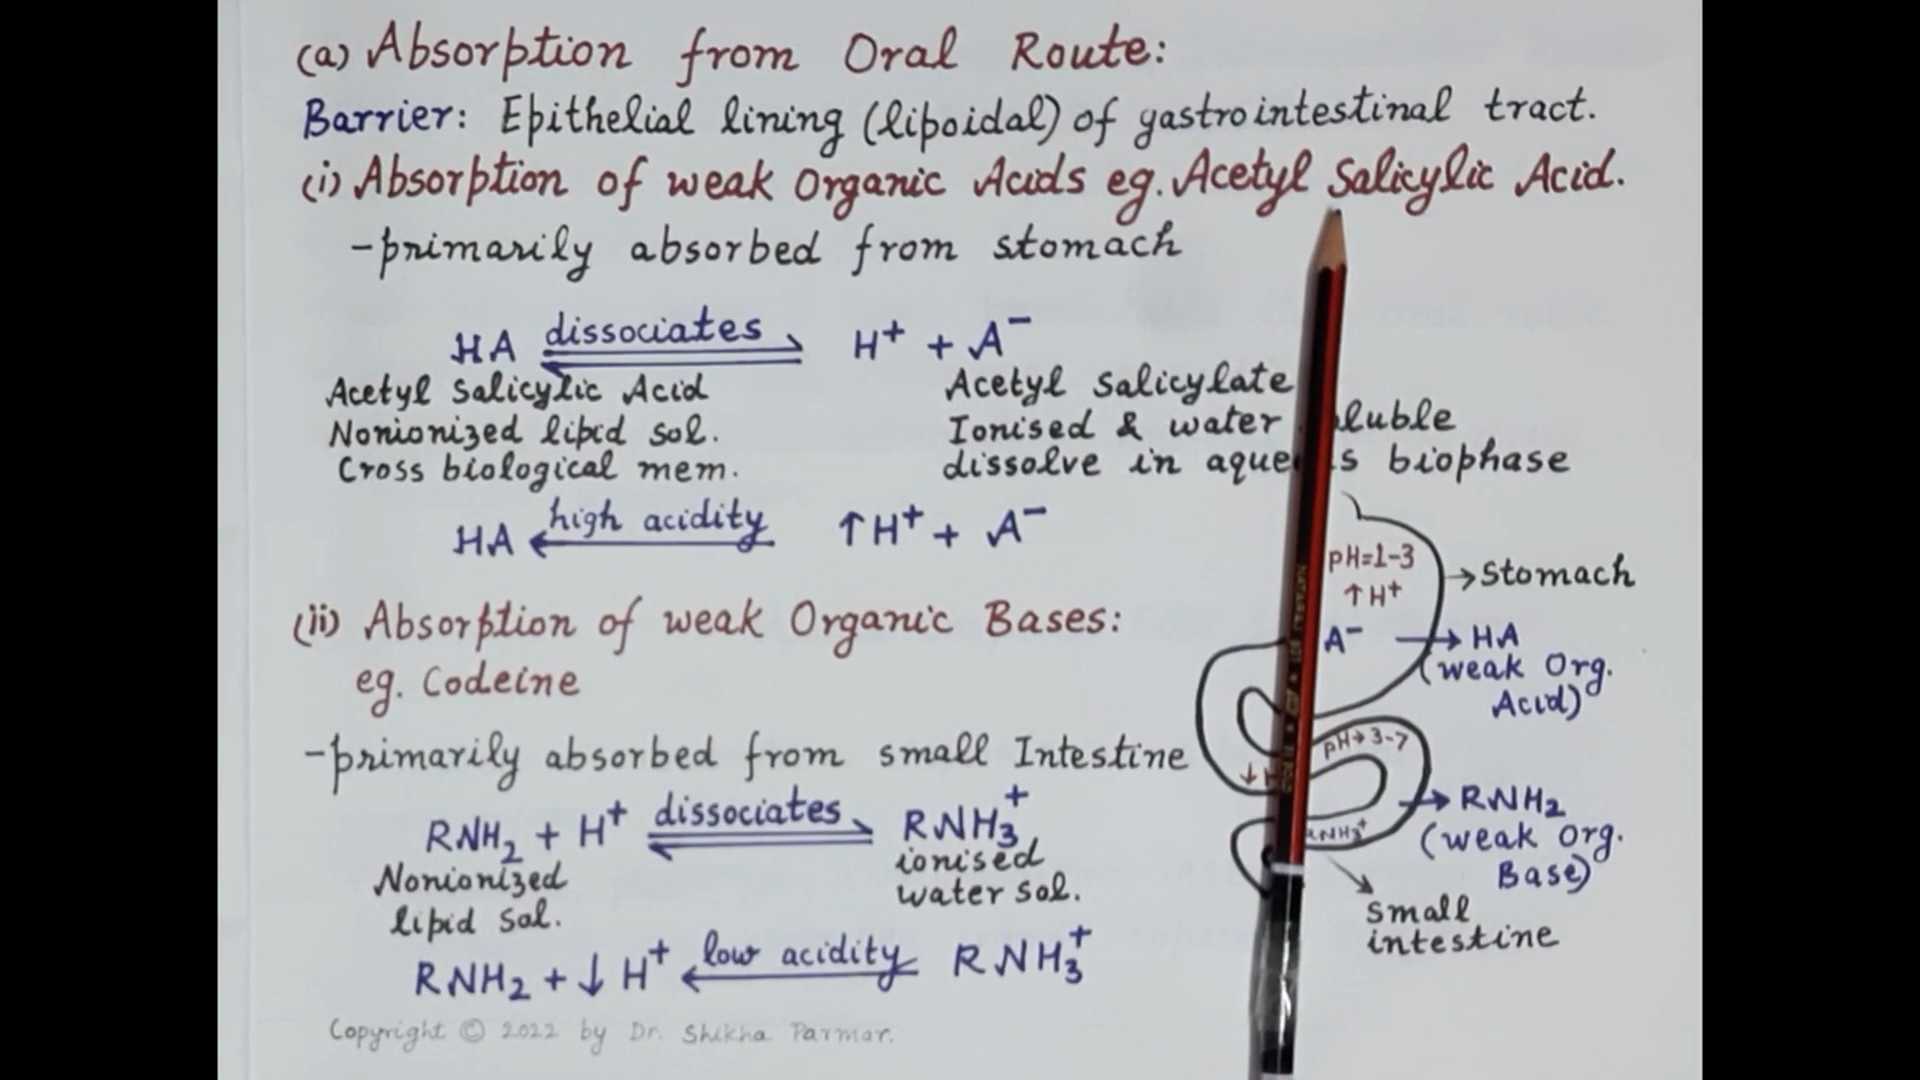 (a) Absorption from Oral Route:
Barrier: Epithelial lining (lipoidal) of gastrointestinal tract.
(i) Absorption of weak Organic Acids eg. Acetyl Salicylic Acid.
-primarily absorbed from stomach
HA dissociates H+ + A-
Acetyl Salicylic Acid
Nonionized lipid sol.
Cross biological mem.
Acetyl Salicylate
Ionised & water luble
dissolve in aque s biophase
HA high acidity ↑H+ + A-
pH=1-3
↑H+
→Stomach
A- → HA
(weak Org.
Acid)
(ii) Absorption of weak Organic Bases:
eg. Codeine
-primarily absorbed from small Intestine
pH→3-7
RNH2 + H+ dissociates RNH3+
Nonionized
lipid sol.
ionised
water sol.
→ RNH2
(weak Org.
Base)
small
intestine
RNH2 + ↓ H+ low acidity RNH3+
Copyright © 2022 by Dr. Shikha Parmar.